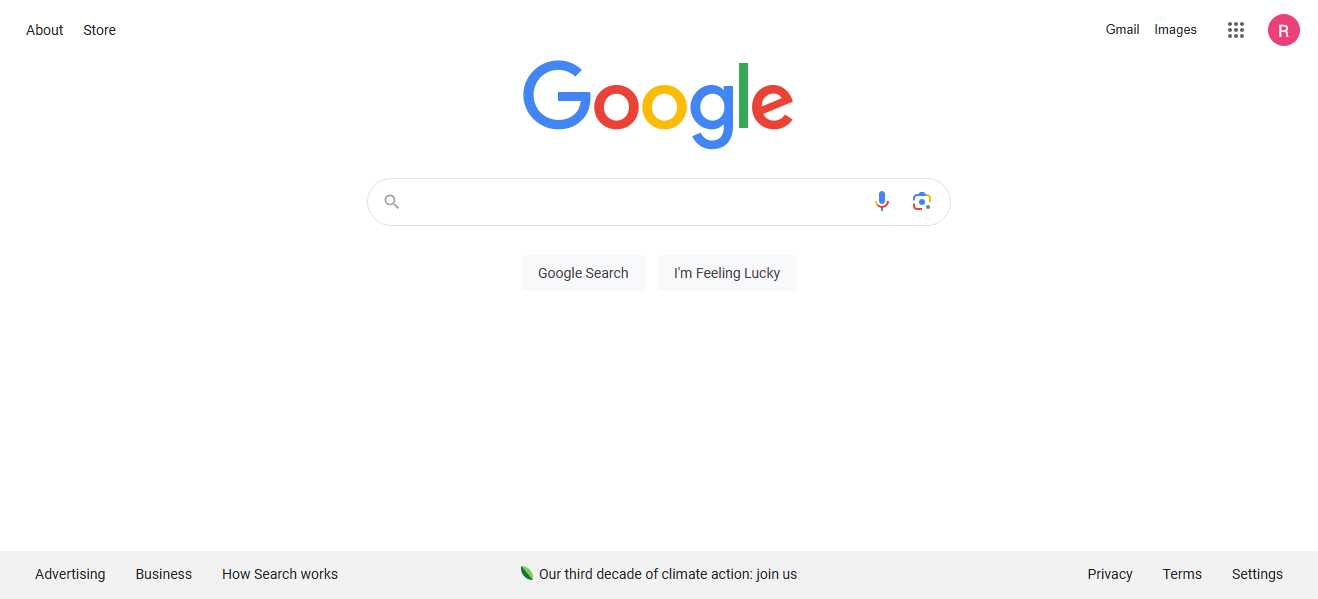 About Store Gmail Images R
Google
Google Search I'm Feeling Lucky
Advertising Business How Search works Our third decade of climate action: join us Privacy Terms Settings